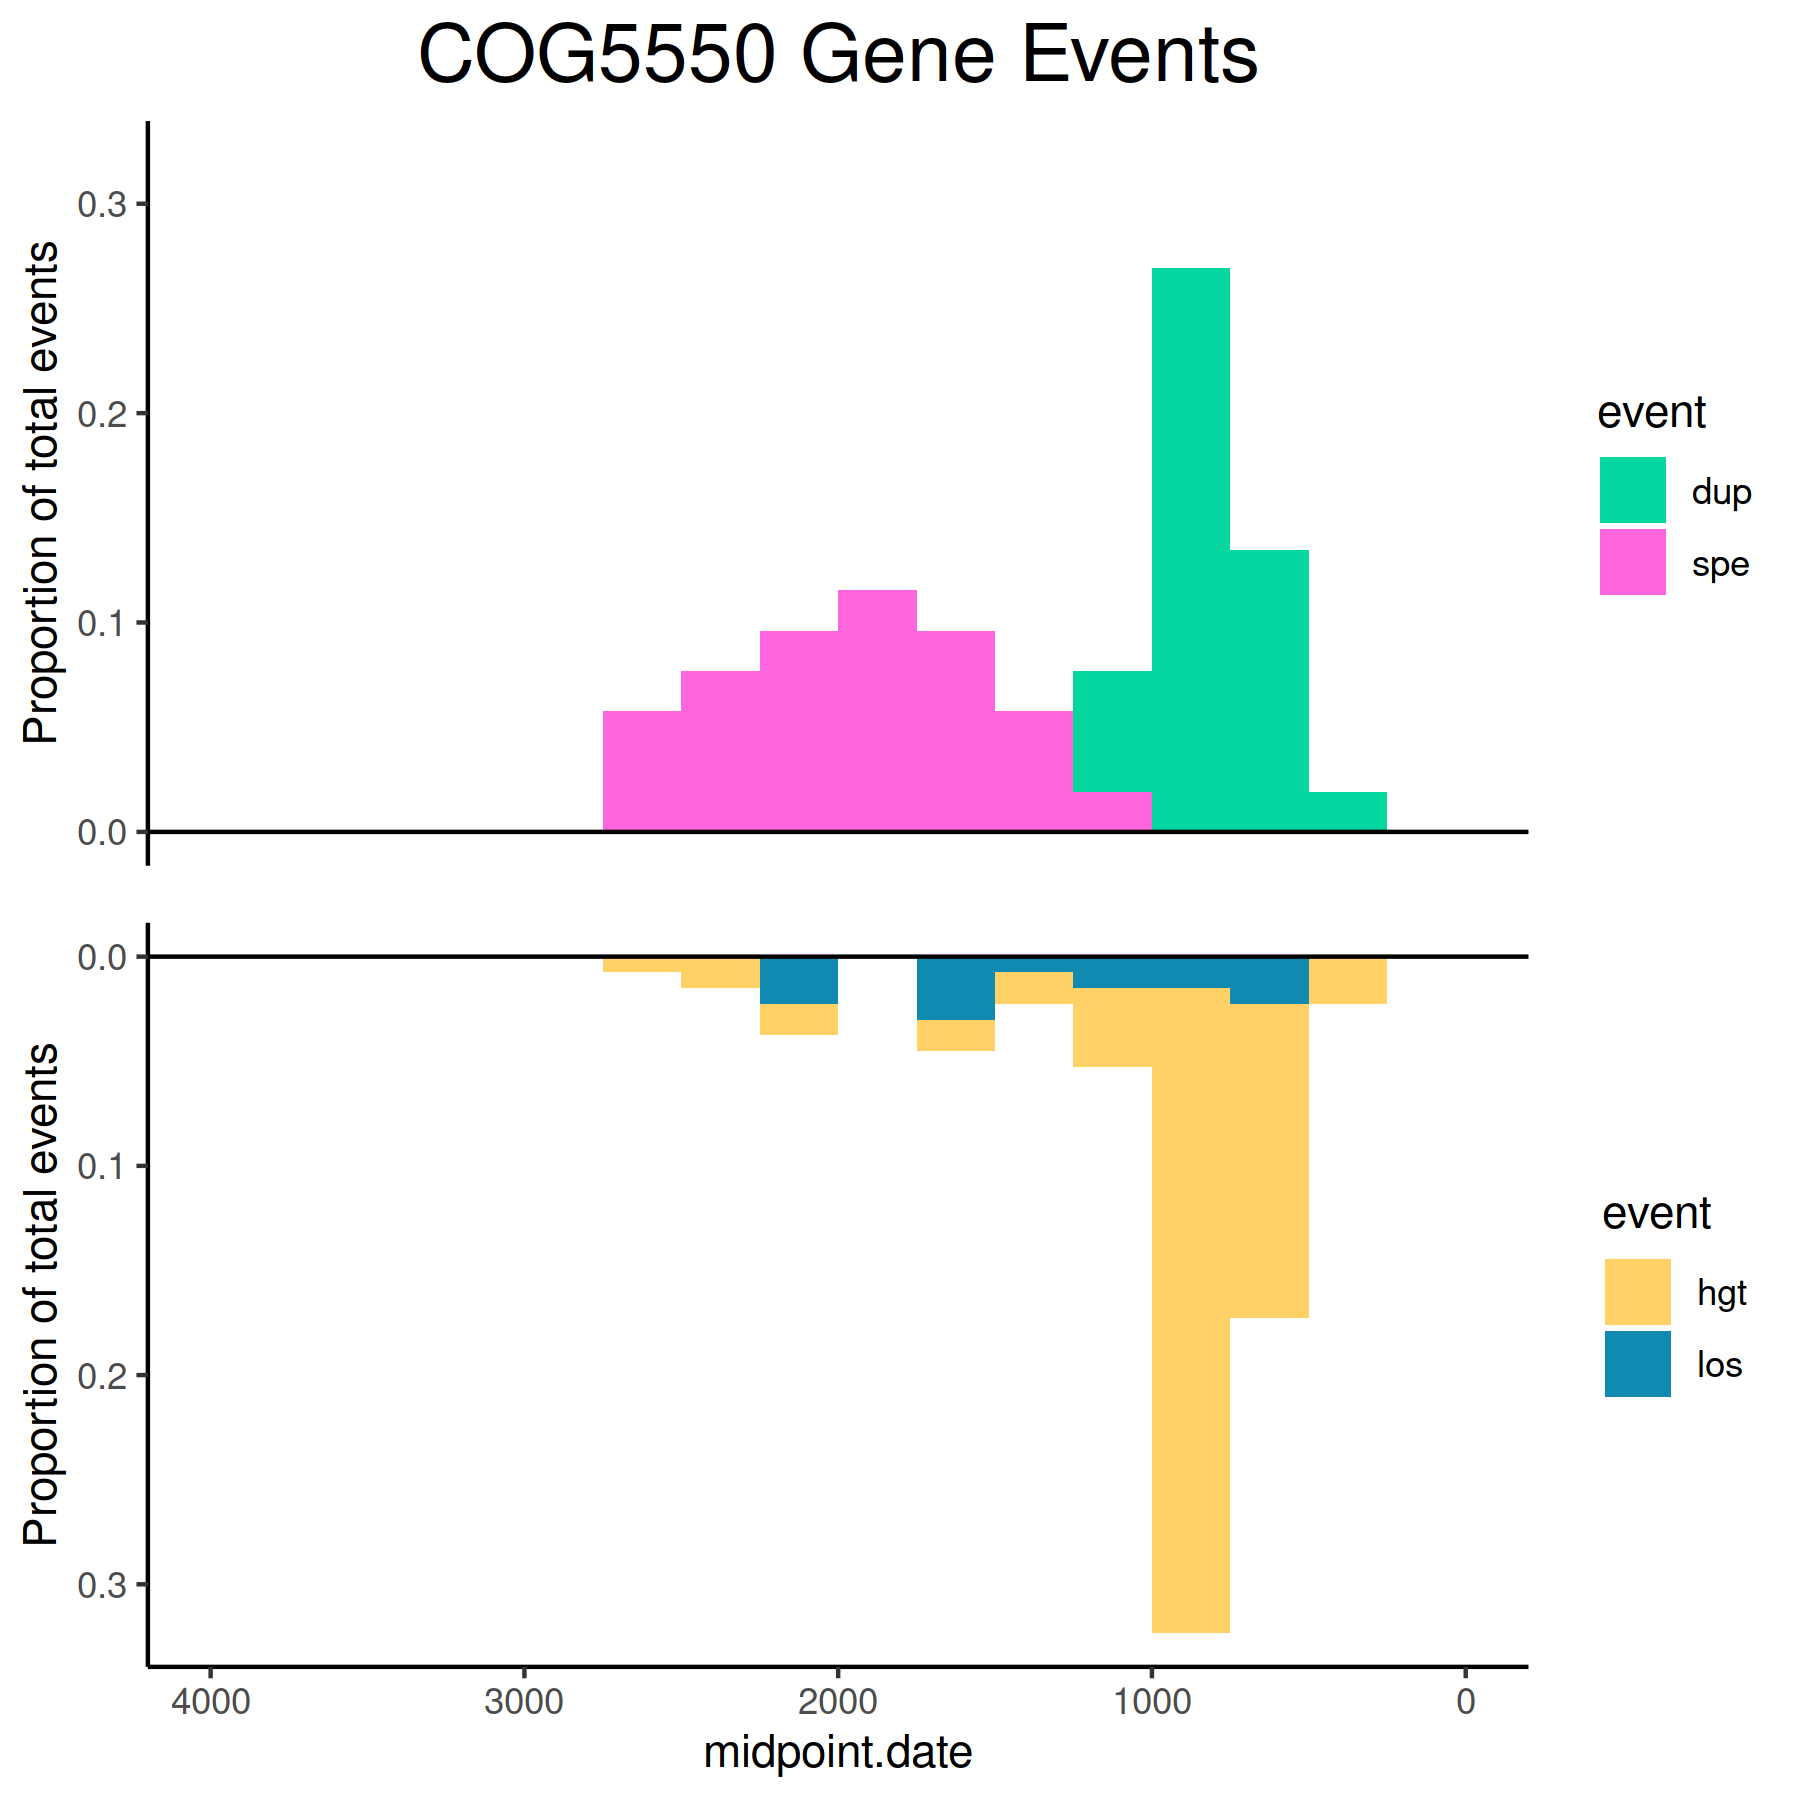 COG5550 Gene Events
Proportion of total events
0.3
0.2
0.1
0.0
event
dup
spe
Proportion of total events
0.0
0.1
0.2
0.3
event
hgt
los
4000 3000 2000 1000 0
midpoint.date